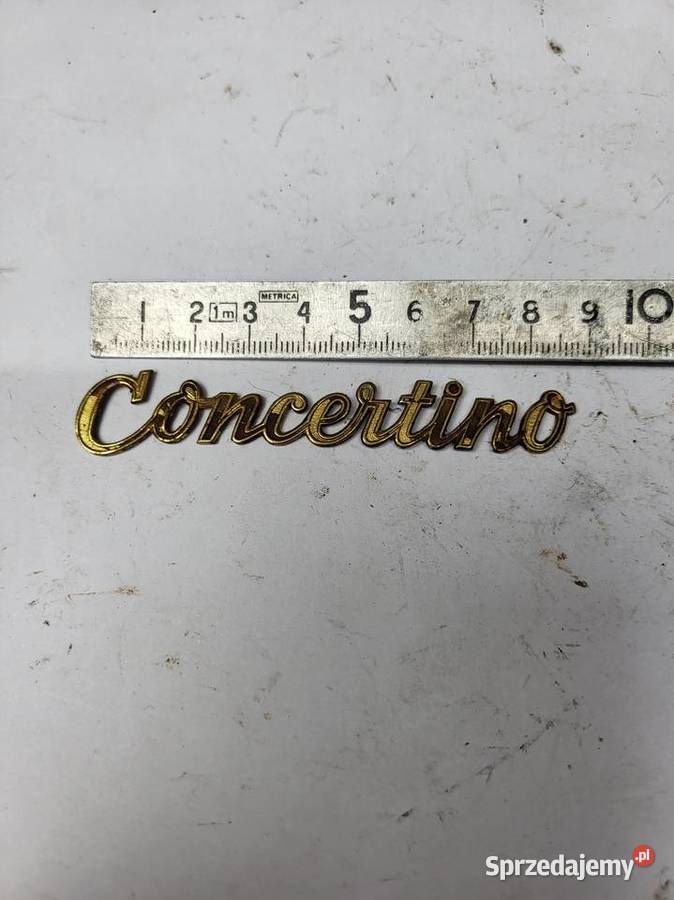 METRICA
1 2 1m 3 4 5 6 7 8 9 10
Concertino
Sprzedajemy.pl